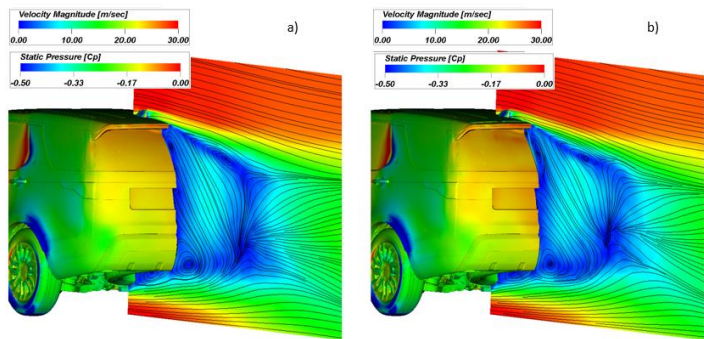 Velocity Magnitude [m/sec]
0.00 10.00 20.00 30.00
Static Pressure [Cp]
-0.50 -0.33 -0.17 0.00
a)
Velocity Magnitude [m/sec]
0.00 10.00 20.00 30.00
Static Pressure [Cp]
-0.50 -0.33 -0.17 0.00
b)